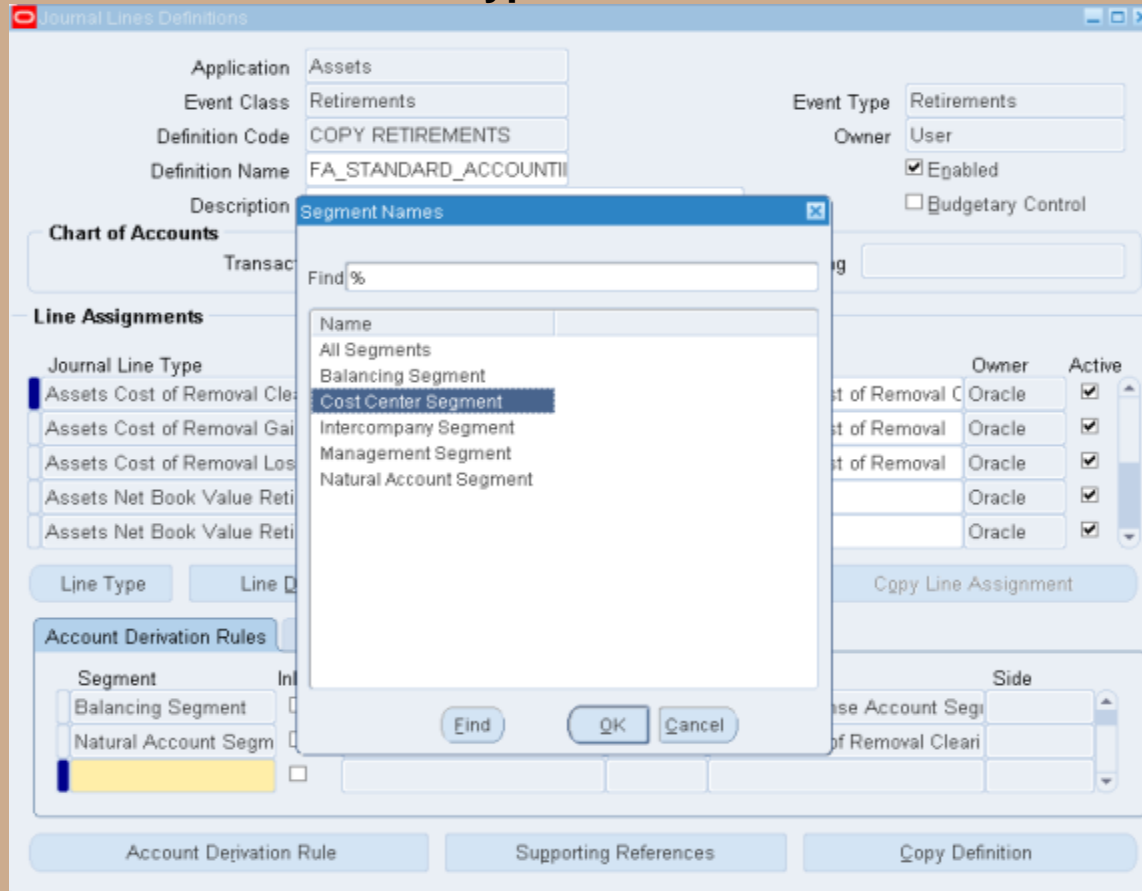 Journal Lines Definitions
Application Assets
Event Class Retirements Event Type Retirements
Definition Code COPY RETIREMENTS Owner User
Definition Name FA_STANDARD_ACCOUNTI Enabled
Description Budgetary Control
Segment Names
Chart of Accounts
Find %
Line Assignments
Name
All Segments
Balancing Segment
Cost Center Segment
Intercompany Segment
Management Segment
Natural Account Segment
Journal Line Type Owner Active
Assets Cost of Removal st of Removal Oracle
Assets Cost of Removal st of Removal Oracle
Assets Cost of Removal Los st of Removal Oracle
Assets Net Book Value Reti Oracle
Assets Net Book Value Reti Oracle
Line Type Line Copy Line Assignment
Account Derivation Rules
Segment Side
Balancing Segment Account
Natural Account Segm of Removal Cleari
Find OK Cancel
Account Derivation Rule Supporting References Copy Definition